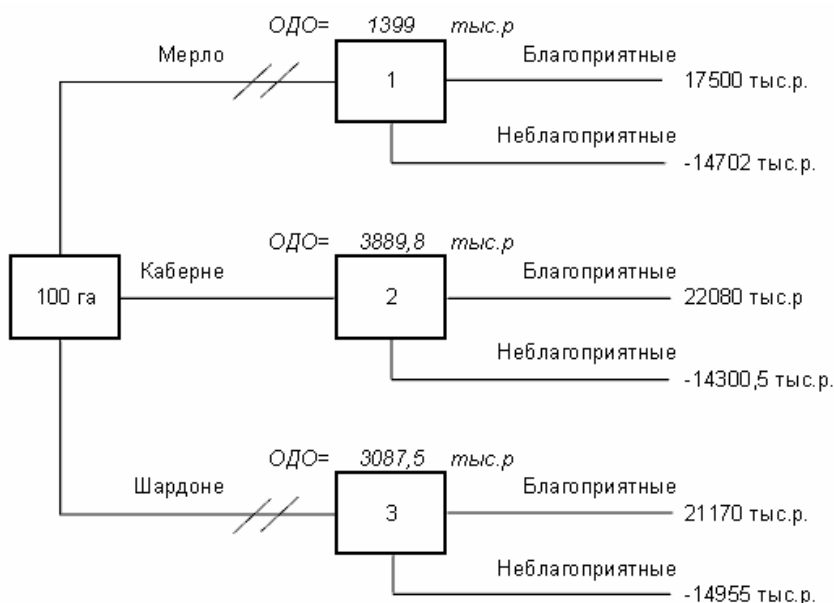 ОДО= 1399 тыс.р
Мерло
1
Благоприятные
17500 тыс.р.
Неблагоприятные
-14702 тыс.р.
ОДО= 3889,8 тыс.р
100 га
Каберне
2
Благоприятные
22080 тыс.р
Неблагоприятные
-14300,5 тыс.р.
ОДО= 3087,5 тыс.р
Шардоне
3
Благоприятные
21170 тыс.р.
Неблагоприятные
-14955 тыс.р.